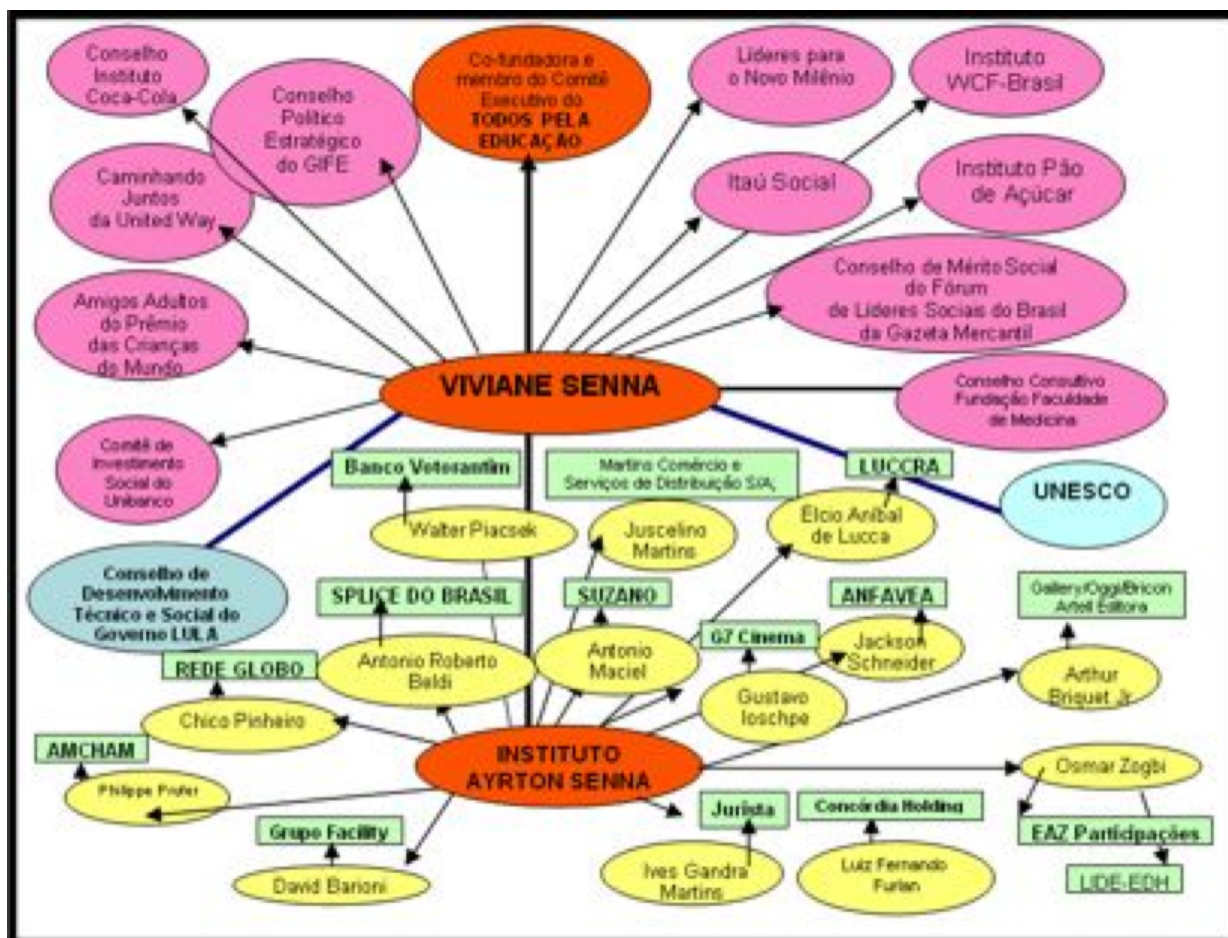 Conselho
Instituto
Coca-Cola
Conselho
Político
Estratégico
do GIFE
Co-fundadora e
membro do Comitê
Executivo do
TODOS PELA
EDUCAÇÃO
Líderes para
o Novo Milênio
Instituto
WCF-Brasil
Caminhando
Juntos
da United Way
Itaú Social
Instituto Pão
de Açúcar
Conselho de Mérito Social
do Fórum
de Líderes Sociais do Brasil
da Gazeta Mercantil
Amigos Adultos
do Prêmio
das Crianças
do Mundo
VIVIANE SENNA
Conselho Consultivo
Fundação Faculdade
de Medicina
Comitê de
Investimento
Social do
Unibanco
Banco Votorantim
Martins Comércio e
Serviços de Distribuição S/A;
LUCCRA
UNESCO
Walter Piacsek
Juscelino
Martins
Élcio Aníbal
de Lucca
Conselho de
Desenvolvimento
Técnico e Social do
Governo LULA
SPLICE DO BRASIL
SUZANO
ANFAVEA
Gallery/Oggi/Bricon
Artell Editora
G7 Cinema
REDE GLOBO
Antonio Roberto
Beldi
Antonio
Maciel
Jackson
Schneider
Arthur
Briquet Jr.
Chico Pinheiro
Gustavo
Ioschpe
AMCHAM
INSTITUTO
AYRTON SENNA
Osmar Zogbi
Philippe Prufer
Grupo Facility
Jurista
Concórdia Holding
EAZ Participações
David Barioni
Ives Gandra
Martins
Luiz Fernando
Furlan
LIDE-EDH